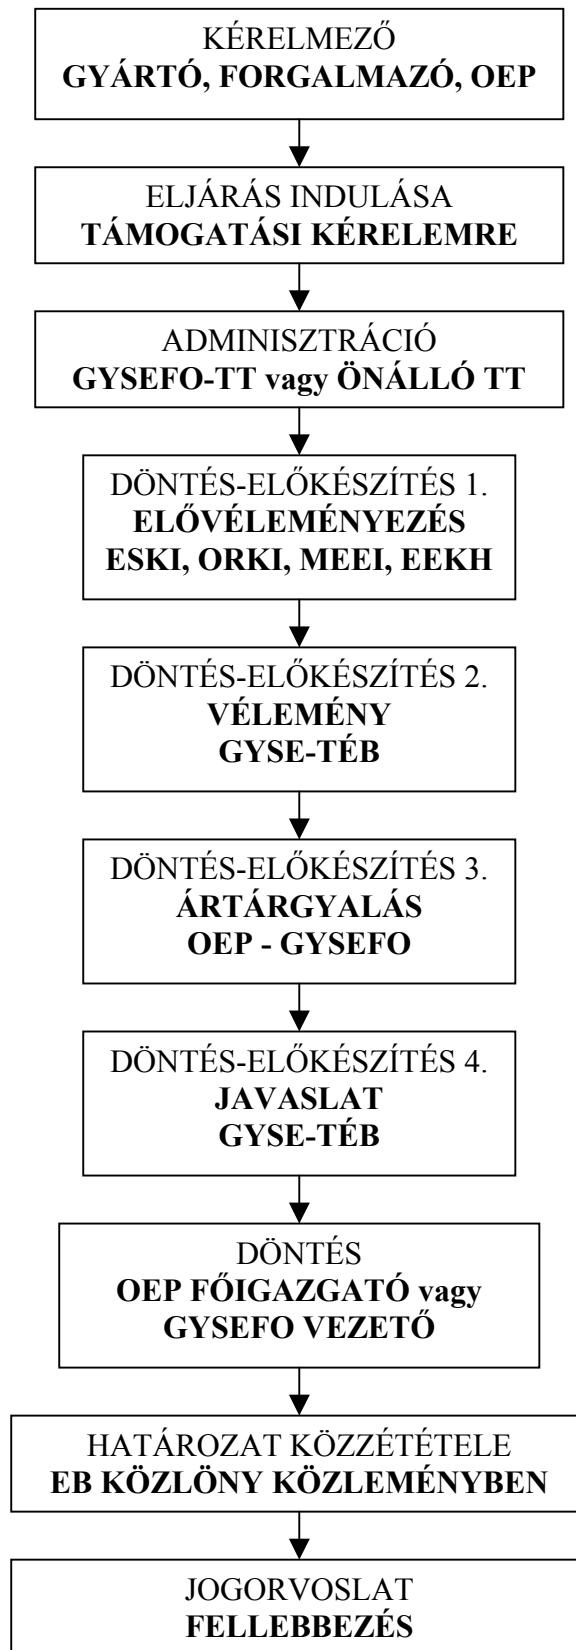 KÉRELMEZŐ
GYÁRTÓ, FORGALMAZÓ, OEP
ELJÁRÁS INDULÁSA
TÁMOGATÁSI KÉRELEMRE
ADMINISZTRÁCIÓ
GYSEFO-TT vagy ÖNÁLLÓ TT
DÖNTÉS-ELŐKÉSZÍTÉS 1.
ELŐVÉLEMÉNYEZÉS
ESKI, ORKI, MEEI, EEKH
DÖNTÉS-ELŐKÉSZÍTÉS 2.
VÉLEMÉNY
GYSE-TÉB
DÖNTÉS-ELŐKÉSZÍTÉS 3.
ÁRTÁRGYALÁS
OEP - GYSEFO
DÖNTÉS-ELŐKÉSZÍTÉS 4.
JAVASLAT
GYSE-TÉB
DÖNTÉS
OEP FŐIGAZGATÓ vagy
GYSEFO VEZETŐ
HATÁROZAT KÖZZÉTÉTELE
EB KÖZLÖNY KÖZLEMÉNYBEN
JOGORVOSLAT
FELLEBBEZÉS